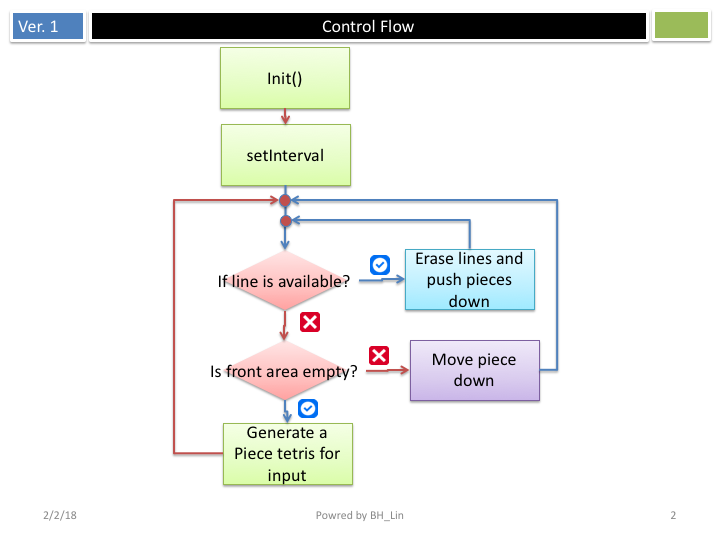 Ver. 1
Control Flow
Init()
setInterval
If line is available?
Erase lines and
push pieces
down
Is front area empty?
Move piece
down
Generate a
Piece tetris for
input
2/2/18
Powred by BH_Lin
2